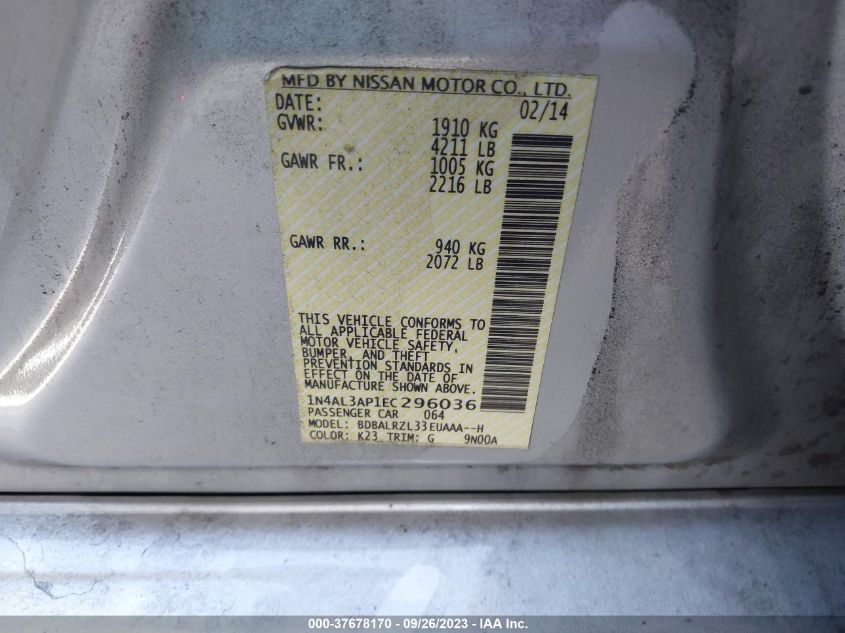 MFD BY NISSAN MOTOR CO., LTD.
DATE: 02/14
GVWR: 1910 KG
4211 LB
GAWR FR.: 1005 KG
2216 LB
GAWR RR.: 940 KG
2072 LB
THIS VEHICLE CONFORMS TO
ALL APPLICABLE FEDERAL
MOTOR VEHICLE SAFETY,
BUMPER, AND THEFT
PREVENTION STANDARDS IN
EFFECT ON THE DATE OF
MANUFACTURE SHOWN ABOVE.
1N4AL3AP1EC296036
PASSENGER CAR 064
MODEL: BDBALRZL33EUAAA--H
COLOR: K23 TRIM: G 9N00A
000-37678170 - 09/26/2023 - IAA Inc.